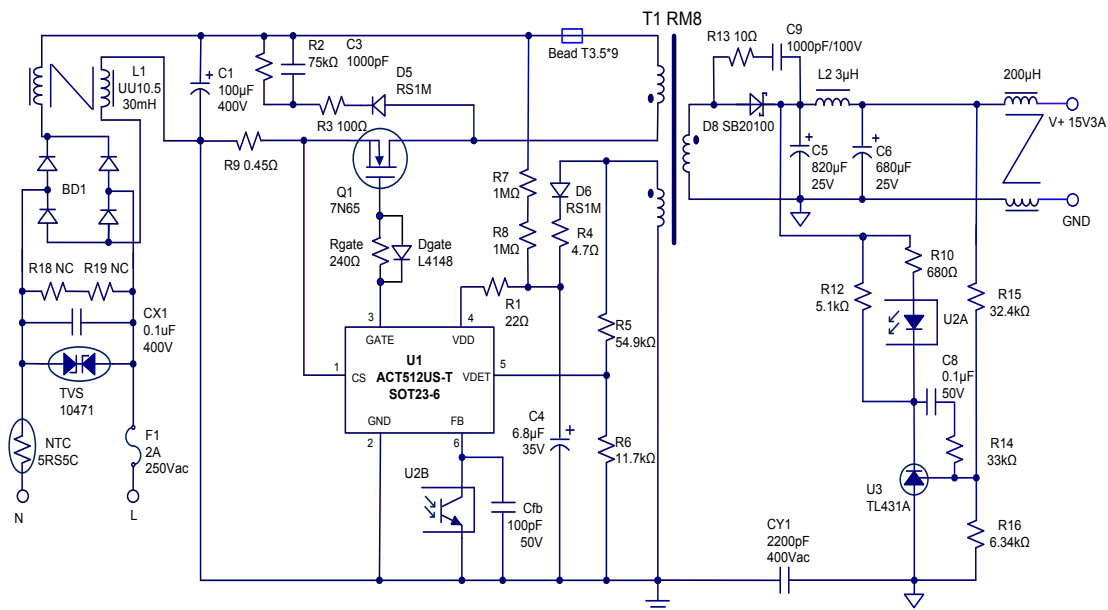 T1 RM8
R2
75kΩ
C3
1000pF
Bead T3.5*9
R13 10Ω
C9
1000pF/100V
L1
UU10.5
30mH
C1
100µF
400V
+
D5
RS1M
R3 100Ω
L2 3µH
200µH
V+ 15V3A
D8 SB20100
+
C5
820µF
25V
+
C6
680µF
25V
R9 0.45Ω
BD1
Q1
7N65
R7
1MΩ
D6
RS1M
GND
R8
1MΩ
R4
4.7Ω
Rgate
240Ω
Dgate
L4148
R10
680Ω
R18 NC
R19 NC
R1
22Ω
R12
5.1kΩ
R15
32.4kΩ
U2A
CX1
0.1uF
400V
3
4
GATE
VDD
R5
54.9kΩ
U1
ACT512US-T
SOT23-6
1
CS
VDET
5
C8
0.1µF
50V
TVS
10471
GND
FB
2
6
C4
6.8µF
35V
+
R6
11.7kΩ
NTC
5RS5C
F1
2A
250Vac
R14
33kΩ
U2B
U3
TL431A
N
L
Cfb
100pF
50V
CY1
2200pF
400Vac
R16
6.34kΩ